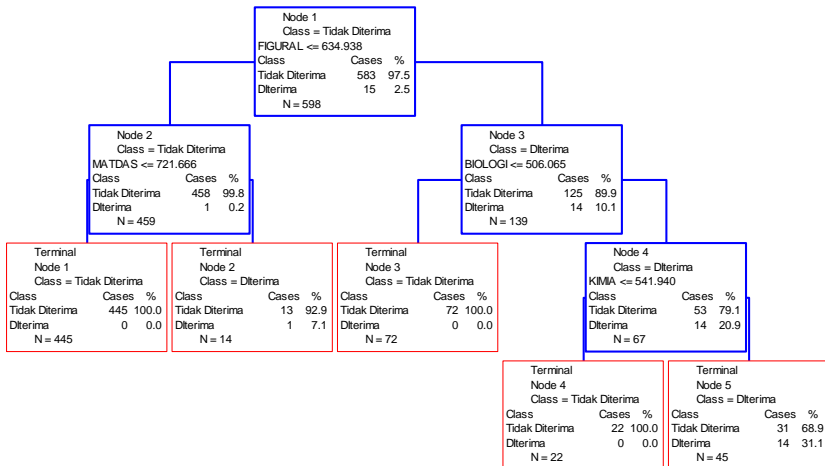 Node 1
Class = Tidak Diterima
FIGURAL <= 634.938
Class Cases %
Tidak Diterima 583 97.5
DIterima 15 2.5
N = 598
Node 2
Class = Tidak Diterima
MATDAS <= 721.666
Class Cases %
Tidak Diterima 458 99.8
DIterima 1 0.2
N = 459
Node 3
Class = DIterima
BIOLOGI <= 506.065
Class Cases %
Tidak Diterima 125 89.9
DIterima 14 10.1
N = 139
Terminal
Node 1
Class = Tidak Diterima
Class Cases %
Tidak Diterima 445 100.0
DIterima 0 0.0
N = 445
Terminal
Node 2
Class = DIterima
Class Cases %
Tidak Diterima 13 92.9
DIterima 1 7.1
N = 14
Terminal
Node 3
Class = Tidak Diterima
Class Cases %
Tidak Diterima 72 100.0
DIterima 0 0.0
N = 72
Node 4
Class = DIterima
KIMIA <= 541.940
Class Cases %
Tidak Diterima 53 79.1
DIterima 14 20.9
N = 67
Terminal
Node 4
Class = Tidak Diterima
Class Cases %
Tidak Diterima 22 100.0
DIterima 0 0.0
N = 22
Terminal
Node 5
Class = DIterima
Class Cases %
Tidak Diterima 31 68.9
DIterima 14 31.1
N = 45